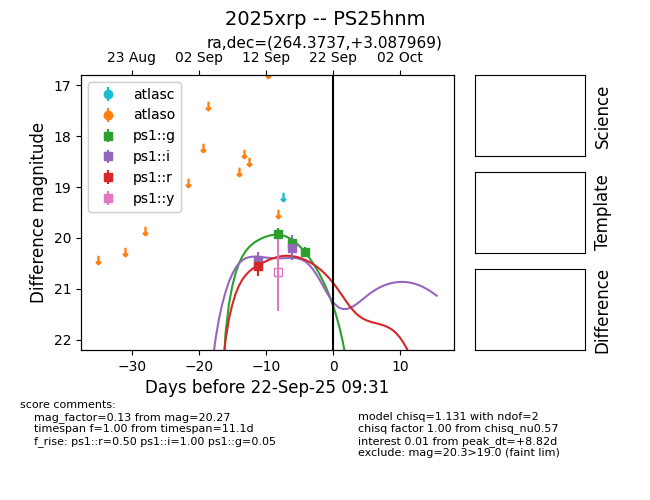 2025xrp -- PS25hnm
ra,dec=(264.3737,+3.087969)
23 Aug 02 Sep 12 Sep 22 Sep 02 Oct
atlasc
atlaso
ps1::g
ps1::i
ps1::r
ps1::y
17
18
19
20
21
22
Difference magnitude
−30 −20 −10 0 10
Days before 22-Sep-25 09:31
Science
Template
Difference
score comments:
mag_factor=0.13 from mag=20.27
timespan f=1.00 from timespan=11.1d
f_rise: ps1::r=0.50 ps1::i=1.00 ps1::g=0.05
model chisq=1.131 with ndof=2
chisq factor 1.00 from chisq_nu0.57
interest 0.01 from peak_dt=+8.82d
exclude: mag=20.3>19.0 (faint lim)